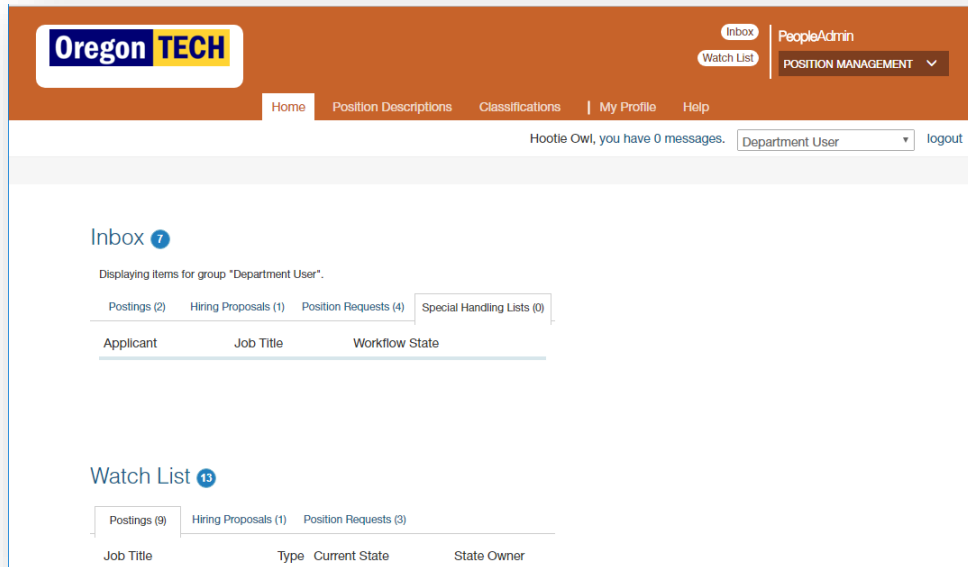 Oregon TECH
Inbox
PeopleAdmin
Watch List
POSITION MANAGEMENT
Home Position Descriptions Classifications | My Profile Help
Hootie Owl, you have 0 messages. Department User logout
Inbox 7
Displaying items for group "Department User".
Postings (2) Hiring Proposals (1) Position Requests (4) Special Handling Lists (0)
Applicant Job Title Workflow State
Watch List 13
Postings (9) Hiring Proposals (1) Position Requests (3)
Job Title Type Current State State Owner